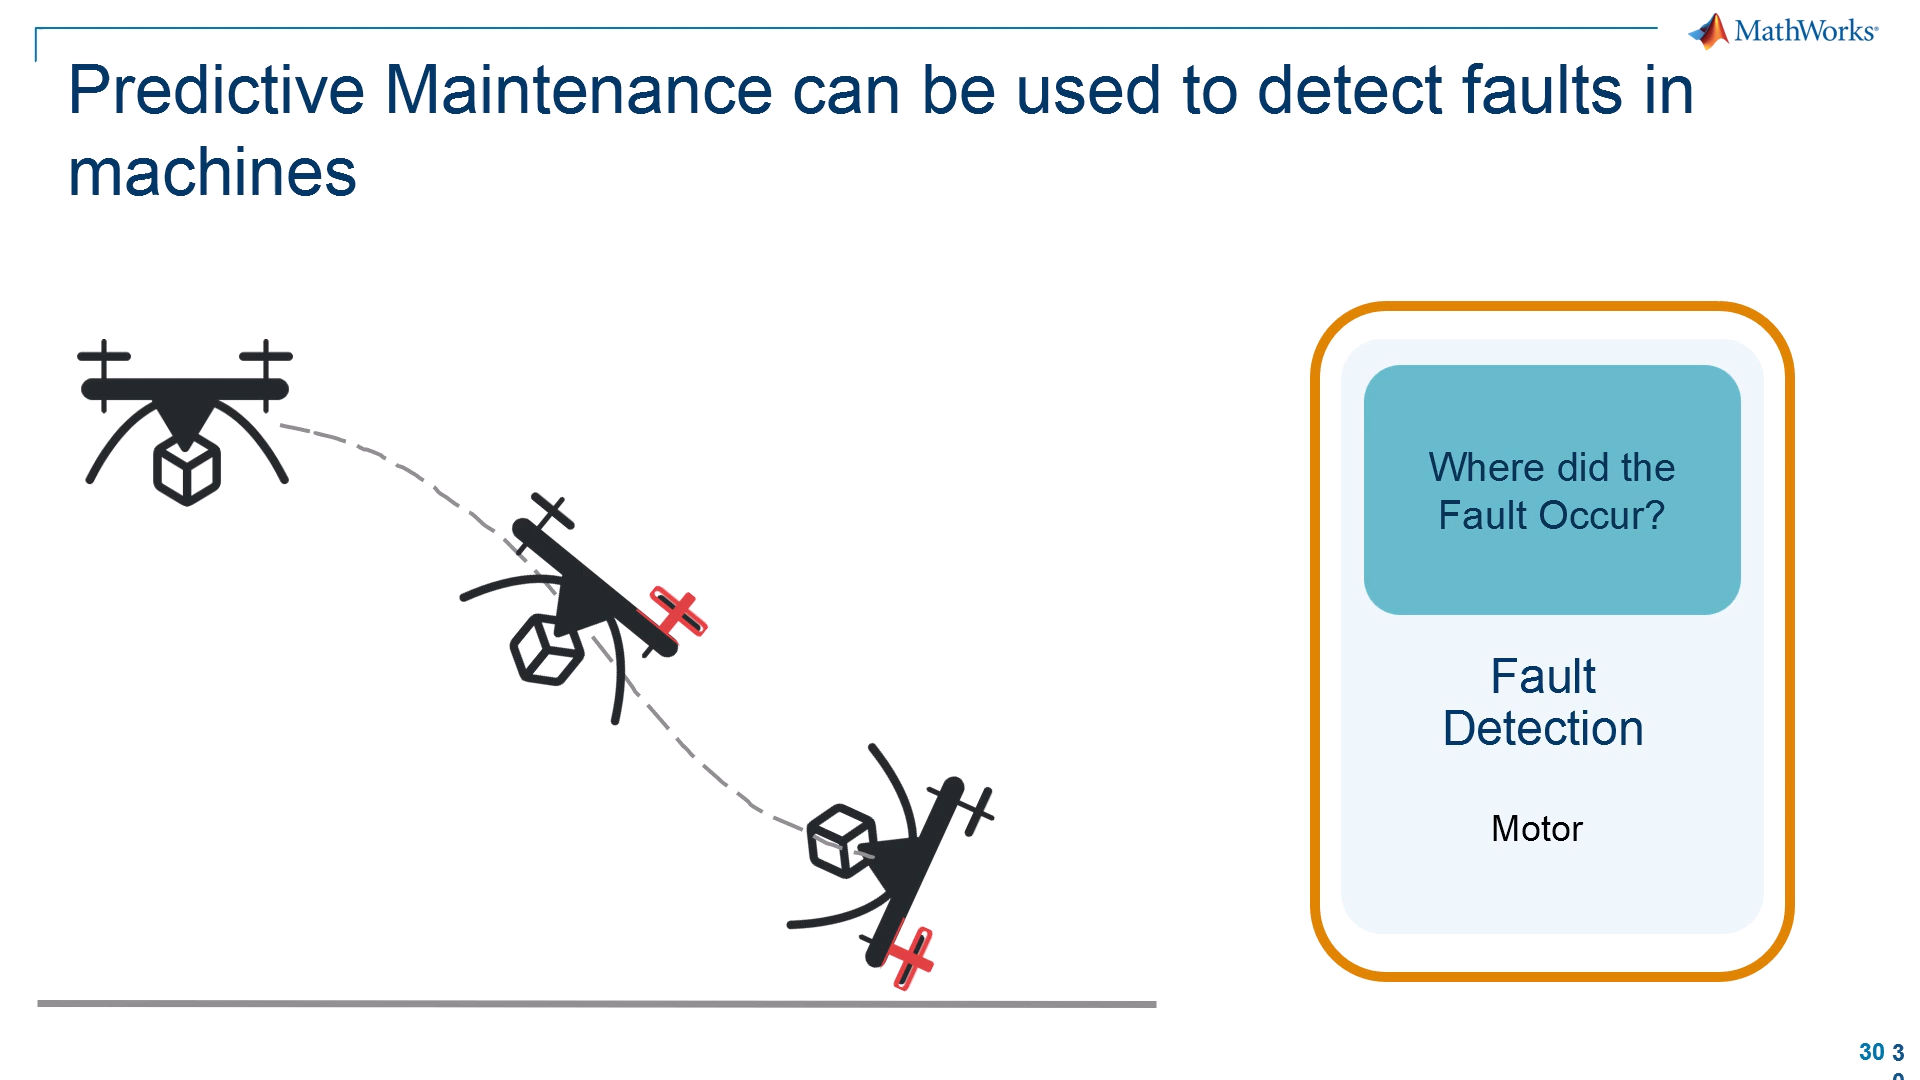 MathWorks®
Predictive Maintenance can be used to detect faults in
machines
Where did the
Fault Occur?
Fault
Detection
Motor
30 3